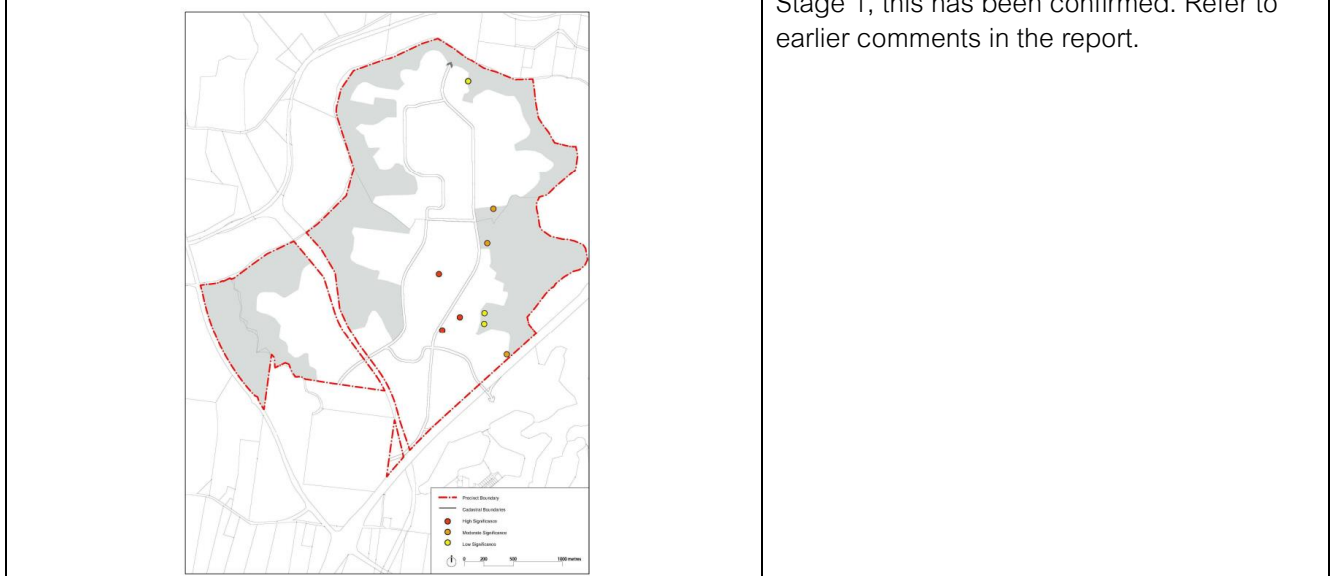 Stage 1, this has been confirmed. Refer to
earlier comments in the report.
Precinct Boundary
Cadastral Boundaries
High Significance
Moderate Significance
Low Significance
0 200 500 1000 metres